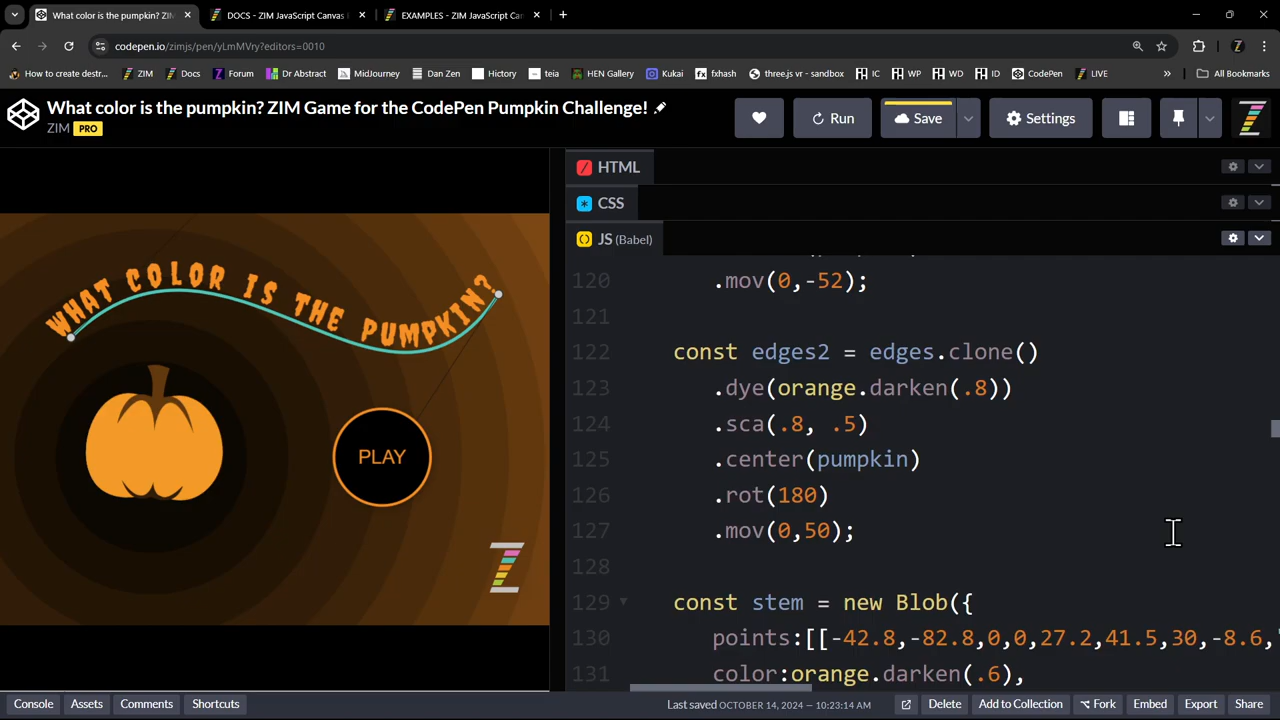 What color is the pumpkin? ZIM
DOCS - ZIM JavaScript Canvas
EXAMPLES - ZIM JavaScript Can
codepen.io/zimjs/pen/yLmMVry?editors=0010
How to create destr...
ZIM
Docs
Forum
Dr Abstract
MidJourney
Dan Zen
Hictory
teia
HEN Gallery
Kukai
fxhash
three.js vr - sandbox
IC
WP
WD
ID
CodePen
LIVE
»
All Bookmarks
What color is the pumpkin? ZIM Game for the CodePen Pumpkin Challenge!
ZIM PRO
Run
Save
Settings
HTML
CSS
JS (Babel)
WHAT COLOR IS THE PUMPKIN?
PLAY
120 .mov(0,-52);
121
122 const edges2 = edges.clone()
123 .dye(orange.darken(.8))
124 .sca(.8, .5)
125 .center(pumpkin)
126 .rot(180)
127 .mov(0,50);
128
129 const stem = new Blob({
130 points:[[-42.8,-82.8,0,0,27.2,41.5,30,-8.6,
131 color:orange.darken(.6),
Console
Assets
Comments
Shortcuts
Last saved OCTOBER 14, 2024 — 10:23:14 AM
Delete
Add to Collection
Fork
Embed
Export
Share